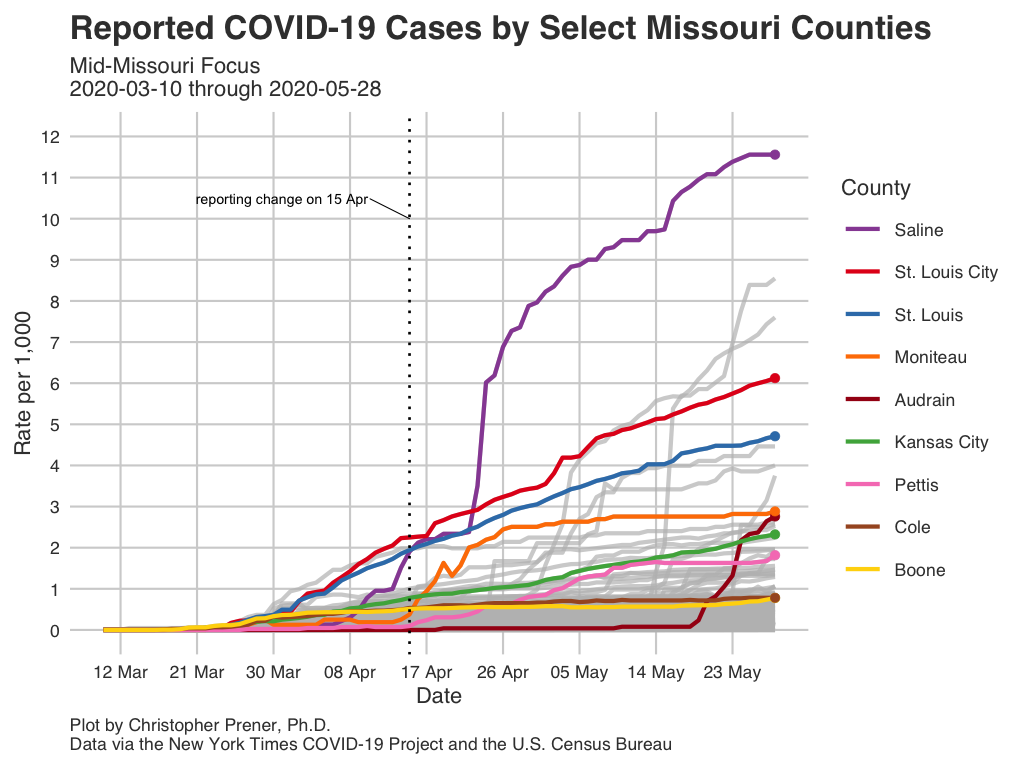 Reported COVID-19 Cases by Select Missouri Counties
Mid-Missouri Focus
2020-03-10 through 2020-05-28
12
11
10
9
8
7
6
5
4
3
2
1
0
Rate per 1,000
reporting change on 15 Apr
12 Mar 21 Mar 30 Mar 08 Apr 17 Apr 26 Apr 05 May 14 May 23 May
Date
County
Saline
St. Louis City
St. Louis
Moniteau
Audrain
Kansas City
Pettis
Cole
Boone
Plot by Christopher Prener, Ph.D.
Data via the New York Times COVID-19 Project and the U.S. Census Bureau